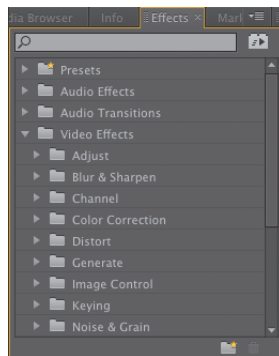 dia Browser Info Effects × Marl
Presets
Audio Effects
Audio Transitions
Video Effects
Adjust
Blur & Sharpen
Channel
Color Correction
Distort
Generate
Image Control
Keying
Noise & Grain